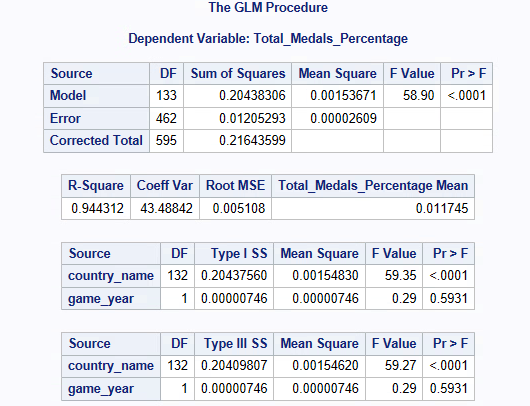 The GLM Procedure
Dependent Variable: Total_Medals_Percentage
Source DF Sum of Squares Mean Square F Value Pr > F
Model 133 0.20438306 0.00153671 58.90 <.0001
Error 462 0.01205293 0.00002609
Corrected Total 595 0.21643599
R-Square Coeff Var Root MSE Total_Medals_Percentage Mean
0.944312 43.48842 0.005108 0.011745
Source DF Type I SS Mean Square F Value Pr > F
country_name 132 0.20437560 0.00154830 59.35 <.0001
game_year 1 0.00000746 0.00000746 0.29 0.5931
Source DF Type III SS Mean Square F Value Pr > F
country_name 132 0.20409807 0.00154620 59.27 <.0001
game_year 1 0.00000746 0.00000746 0.29 0.5931